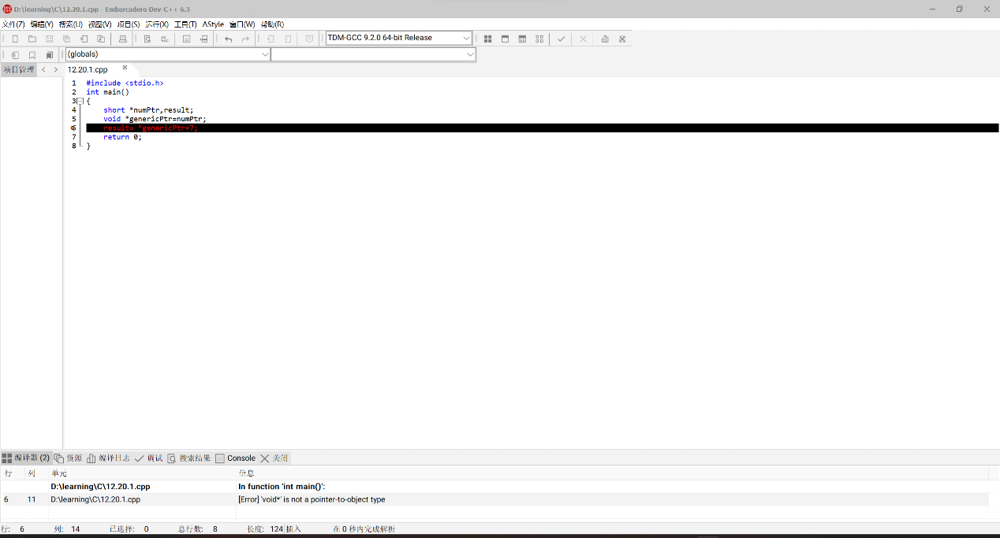 D:\learning\C\12.20.1.cpp - Embarcadero Dev-C++ 6.3
文件(Z) 编辑(Y) 搜索(U) 视图(V) 项目(S) 运行(X) 工具(T) AStyle 窗口(W) 帮助(R)
TDM-GCC 9.2.0 64-bit Release
(globals)
项目管理 12.20.1.cpp
1 #include <stdio.h>
2 int main()
3 {
4 short *numPtr,result;
5 void *genericPtr=numPtr;
6 result= *genericPtr+7;
7 return 0;
8 }
编译器 (2) 资源 编译日志 调试 搜索结果 Console 关闭
行 列 单元 信息
D:\learning\C\12.20.1.cpp In function 'int main()':
6 11 D:\learning\C\12.20.1.cpp [Error] 'void*' is not a pointer-to-object type
行: 6 列: 14 已选择: 0 总行数: 8 长度: 124 插入 在 0 秒内完成解析